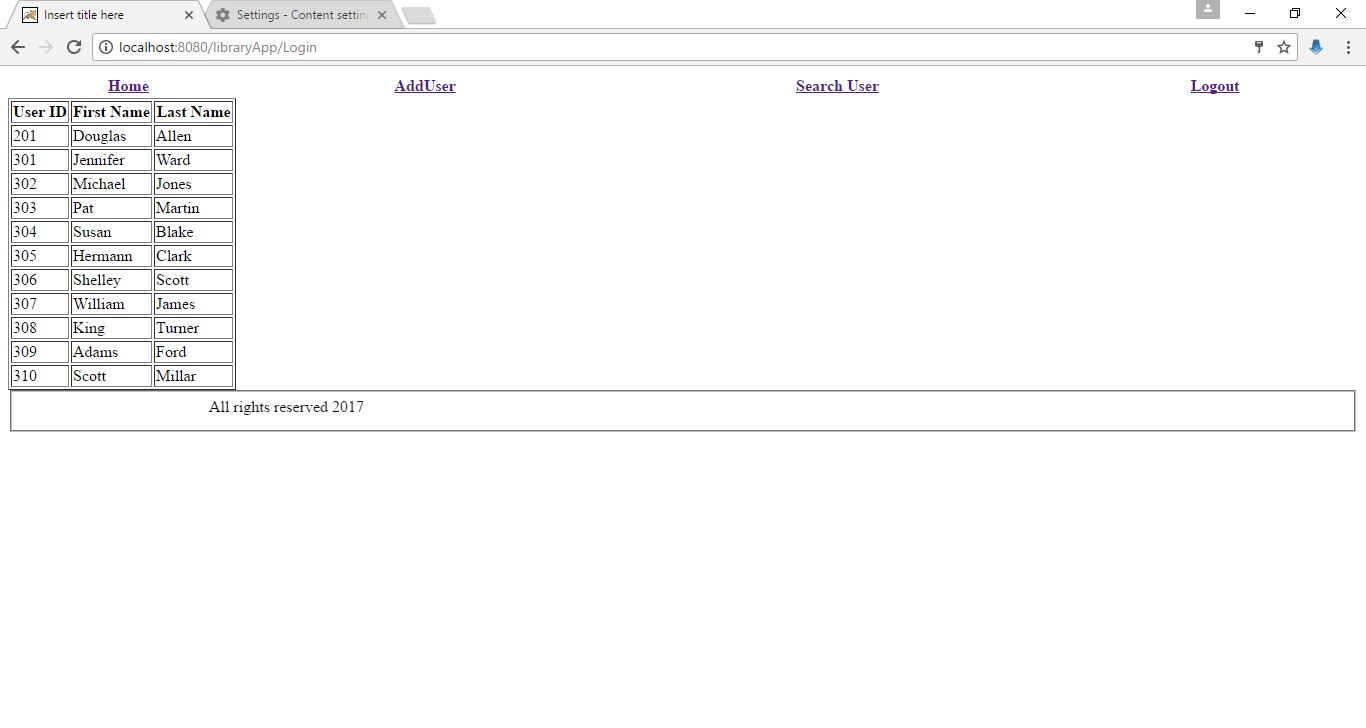 Insert title here Settings - Content settin
localhost:8080/libraryApp/Login
Home AddUser Search User Logout
User ID First Name Last Name
201 Douglas Allen
301 Jennifer Ward
302 Michael Jones
303 Pat Martin
304 Susan Blake
305 Hermann Clark
306 Shelley Scott
307 William James
308 King Turner
309 Adams Ford
310 Scott Millar
All rights reserved 2017